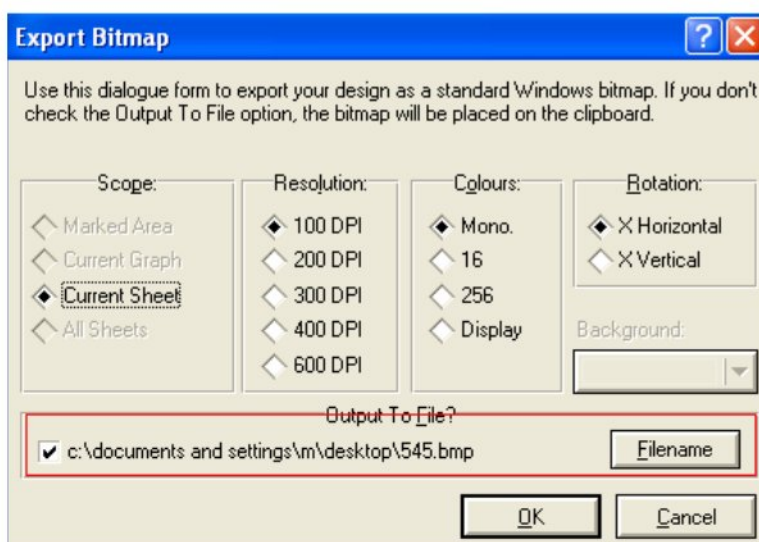 Export Bitmap
Use this dialogue form to export your design as a standard Windows bitmap. If you don't
check the Output To File option, the bitmap will be placed on the clipboard.
Scope:
Marked Area
Current Graph
Current Sheet
All Sheets
Resolution:
100 DPI
200 DPI
300 DPI
400 DPI
600 DPI
Colours:
Mono.
16
256
Display
Rotation:
X Horizontal
X Vertical
Background:
Output To File?
c:\documents and settings\m\desktop\545.bmp
Filename
OK
Cancel